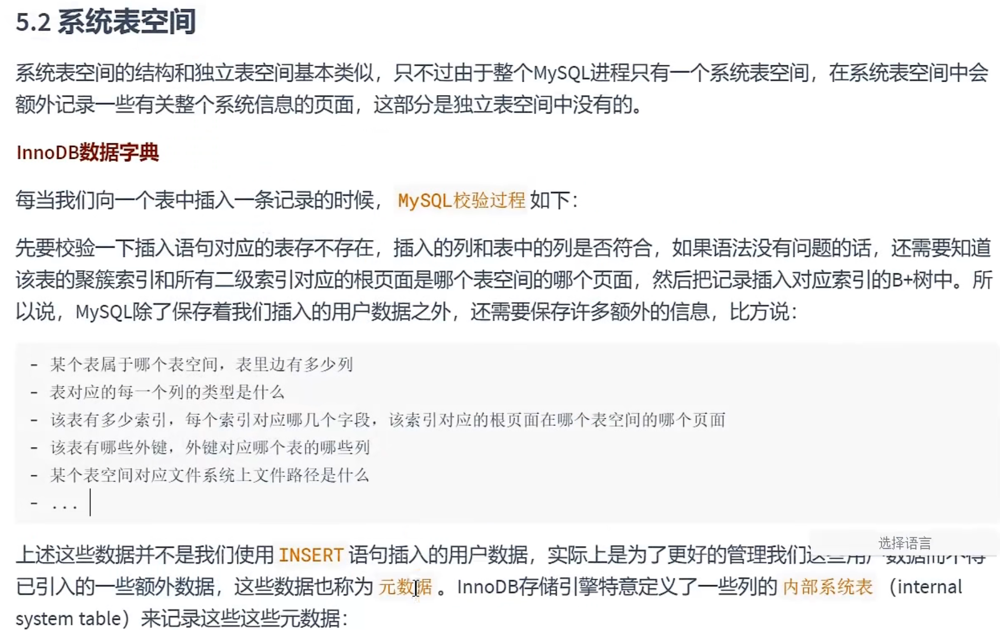 5.2 系统表空间
系统表空间的结构和独立表空间基本类似，只不过由于整个MySQL进程只有一个系统表空间，在系统表空间中会
额外记录一些有关整个系统信息的页面，这部分是独立表空间中没有的。
InnoDB数据字典
每当我们向一个表中插入一条记录的时候， MySQL校验过程 如下：
先要校验一下插入语句对应的表存不存在，插入的列和表中的列是否符合，如果语法没有问题的话，还需要知道
该表的聚簇索引和所有二级索引对应的根页面是哪个表空间的哪个页面，然后把记录插入对应索引的B+树中。所
以说，MySQL除了保存着我们插入的用户数据之外，还需要保存许多额外的信息，比方说：
- 某个表属于哪个表空间，表里边有多少列
- 表对应的每一个列的类型是什么
- 该表有多少索引，每个索引对应哪几个字段，该索引对应的根页面在哪个表空间的哪个页面
- 该表有哪些外键，外键对应哪个表的哪些列
- 某个表空间对应文件系统上文件路径是什么
- ...
选择语言
上述这些数据并不是我们使用 INSERT 语句插入的用户数据，实际上是为了更好的管理我们这些用户数据而不得
已引入的一些额外数据，这些数据也称为 元数据 。InnoDB存储引擎特意定义了一些列的 内部系统表 （internal
system table）来记录这些这些元数据：